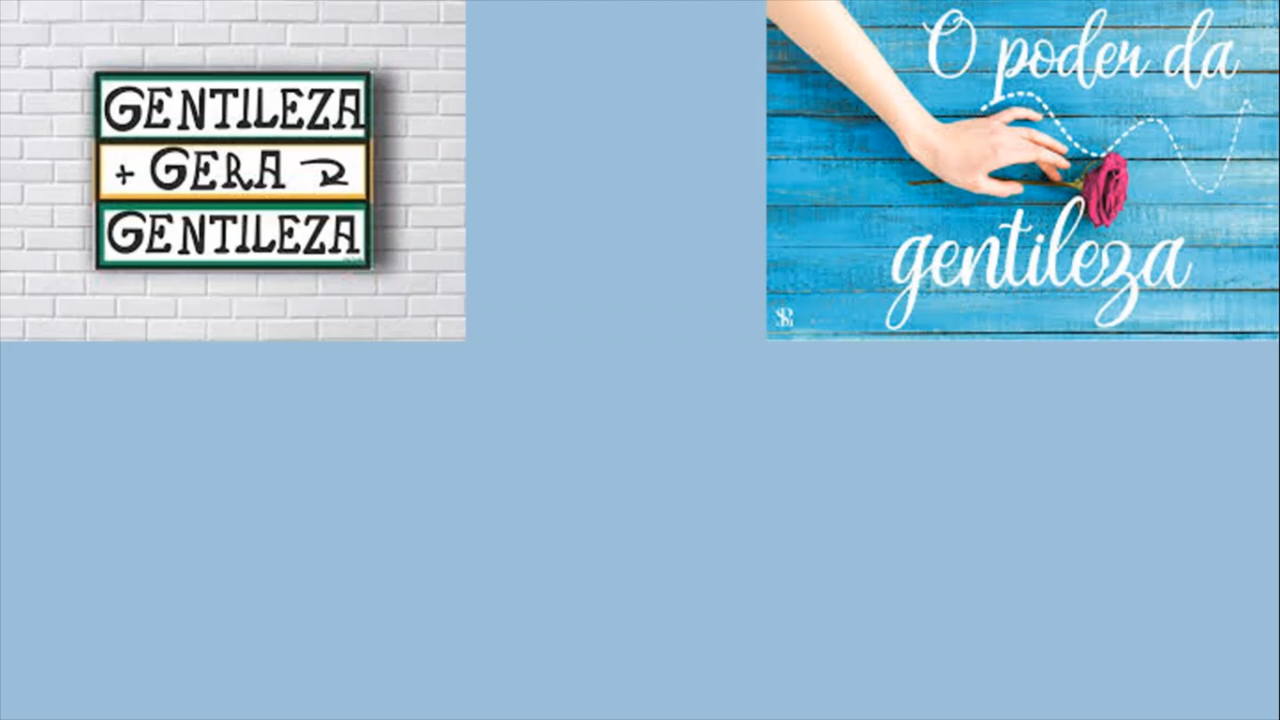 GENTILEZA
+ GERA
GENTILEZA
O poder da
gentileza